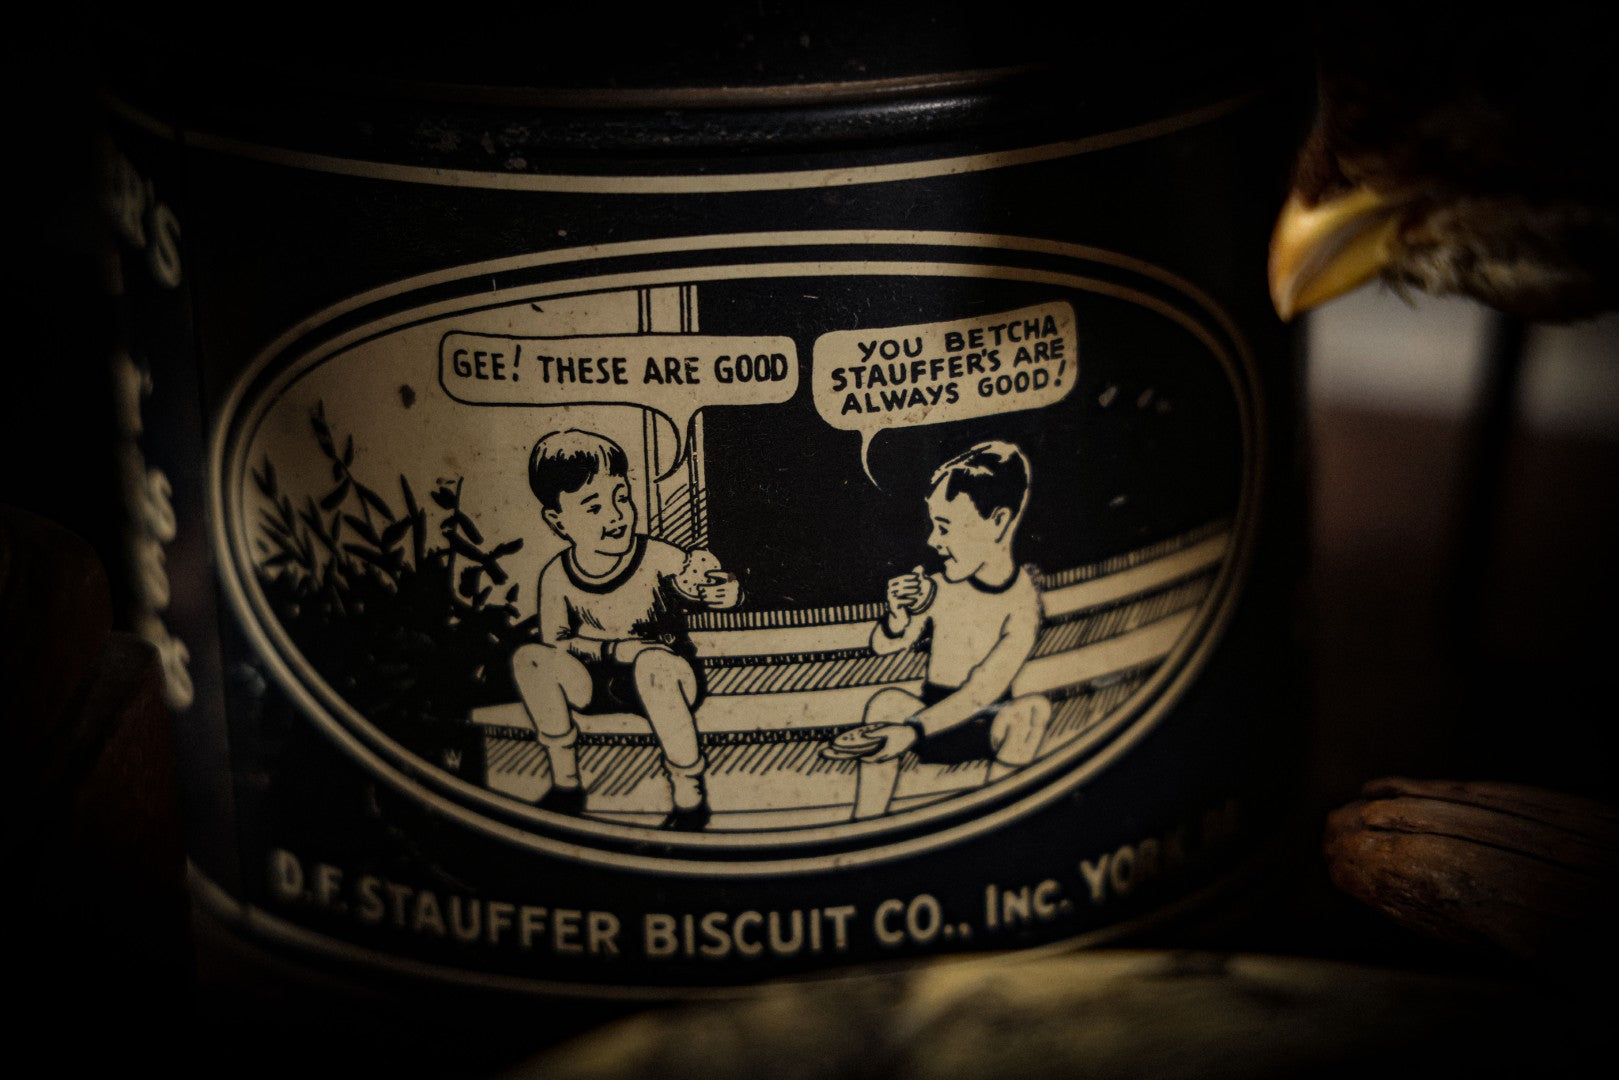 GEE! THESE ARE GOOD
YOU BETCHA
STAUFFER'S ARE
ALWAYS GOOD!
W
D.F. STAUFFER BISCUIT CO., INC. YORK